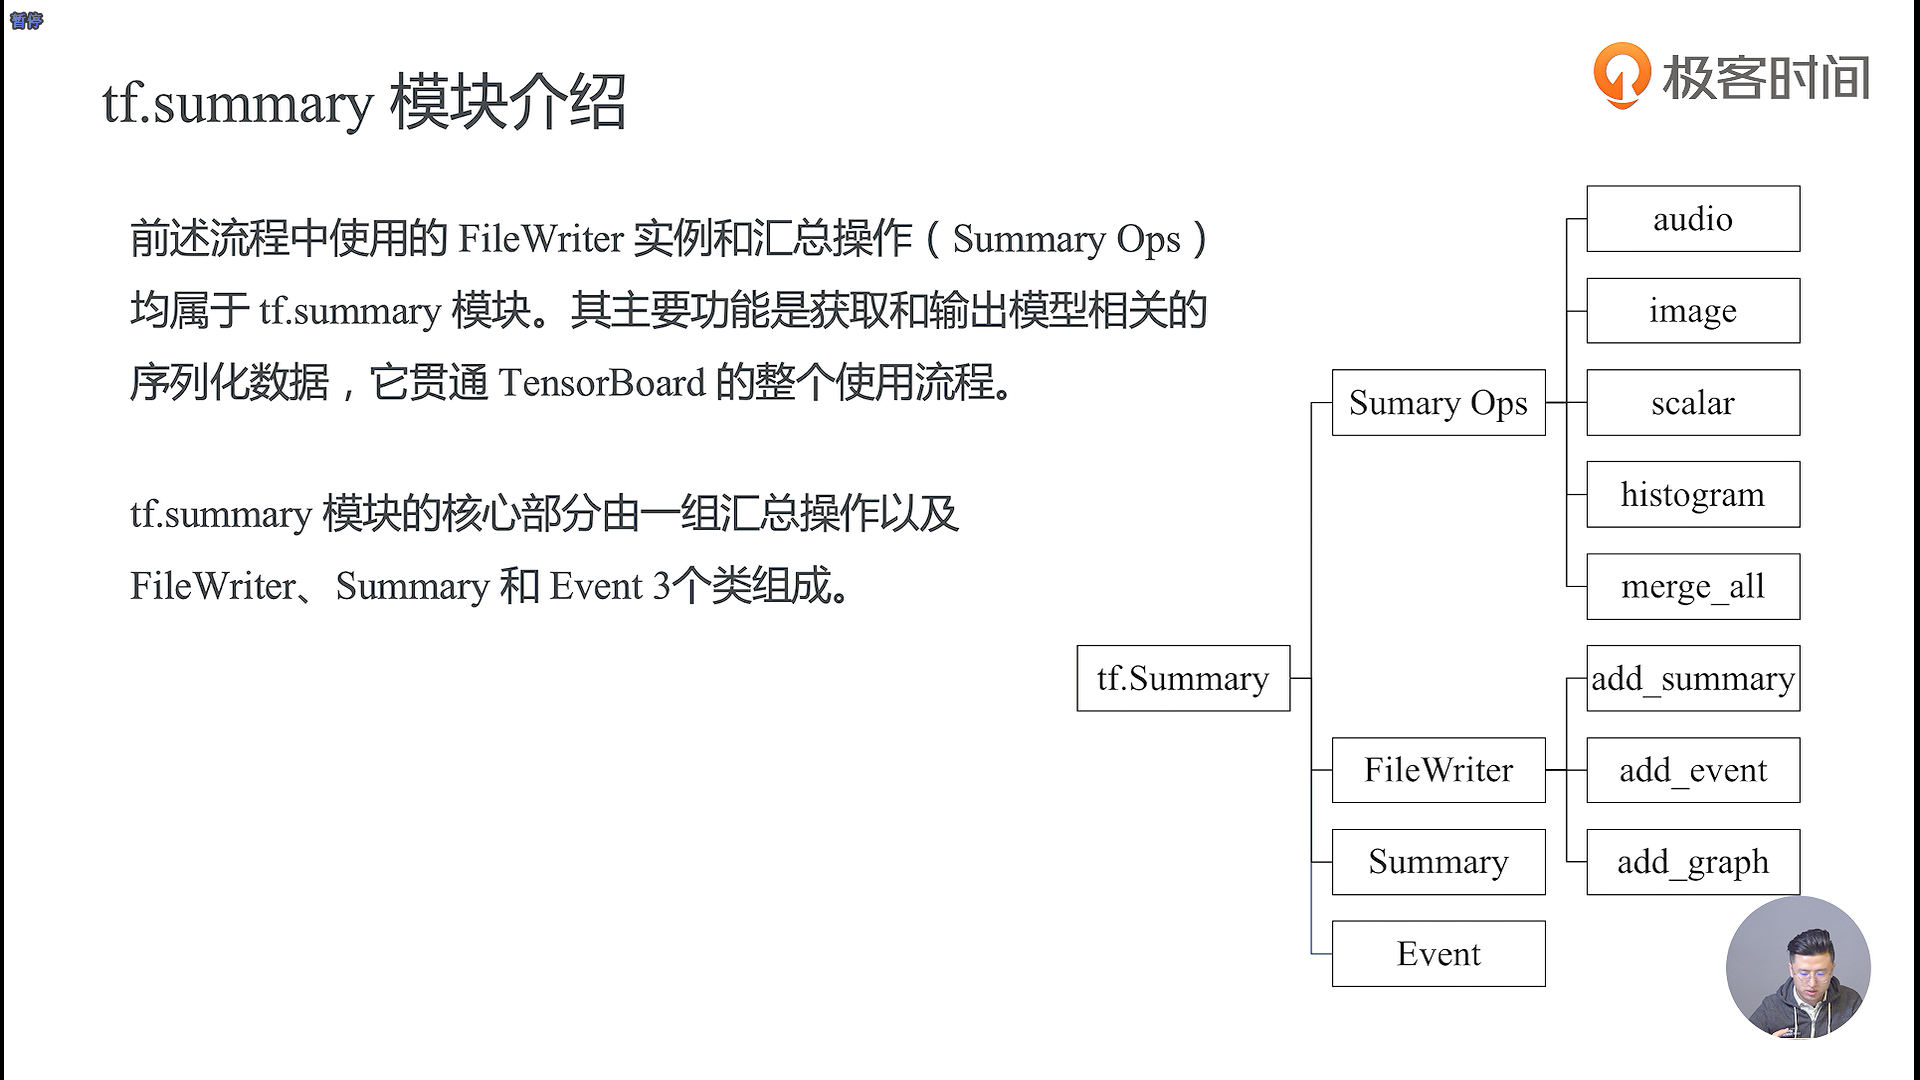 暂停
tf.summary 模块介绍
极客时间
前述流程中使用的 FileWriter 实例和汇总操作（Summary Ops）
均属于 tf.summary 模块。其主要功能是获取和输出模型相关的
序列化数据，它贯通 TensorBoard 的整个使用流程。
tf.summary 模块的核心部分由一组汇总操作以及
FileWriter、Summary 和 Event 3个类组成。
tf.Summary
Sumary Ops
audio
image
scalar
histogram
merge_all
FileWriter
add_summary
add_event
add_graph
Summary
Event